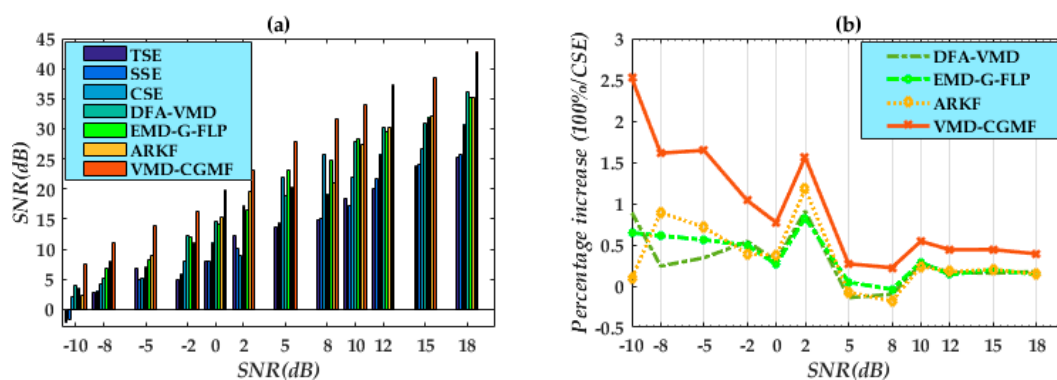 (a)
SNR(dB)
45
40
35
30
25
20
15
10
5
0
TSE
SSE
CSE
DFA-VMD
EMD-G-FLP
ARKF
VMD-CGMF
-10 -8 -5 -2 0 2 5 8 10 12 15 18
SNR(dB)
(b)
Percentage increase (100%/CSE)
3
2.5
2
1.5
1
0.5
0
-0.5
DFA-VMD
EMD-G-FLP
ARKF
VMD-CGMF
-10 -8 -5 -2 0 2 5 8 10 12 15 18
SNR(dB)